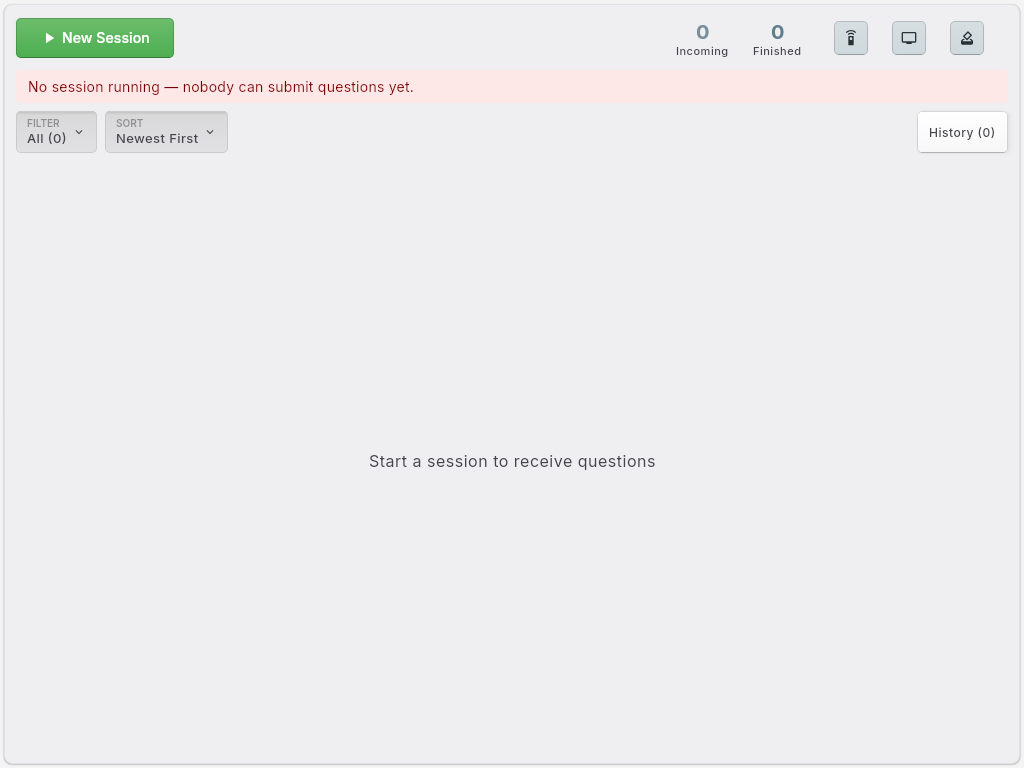 New Session
0
Incoming
0
Finished
No session running — nobody can submit questions yet.
FILTER
All (0)
SORT
Newest First
History (0)
Start a session to receive questions